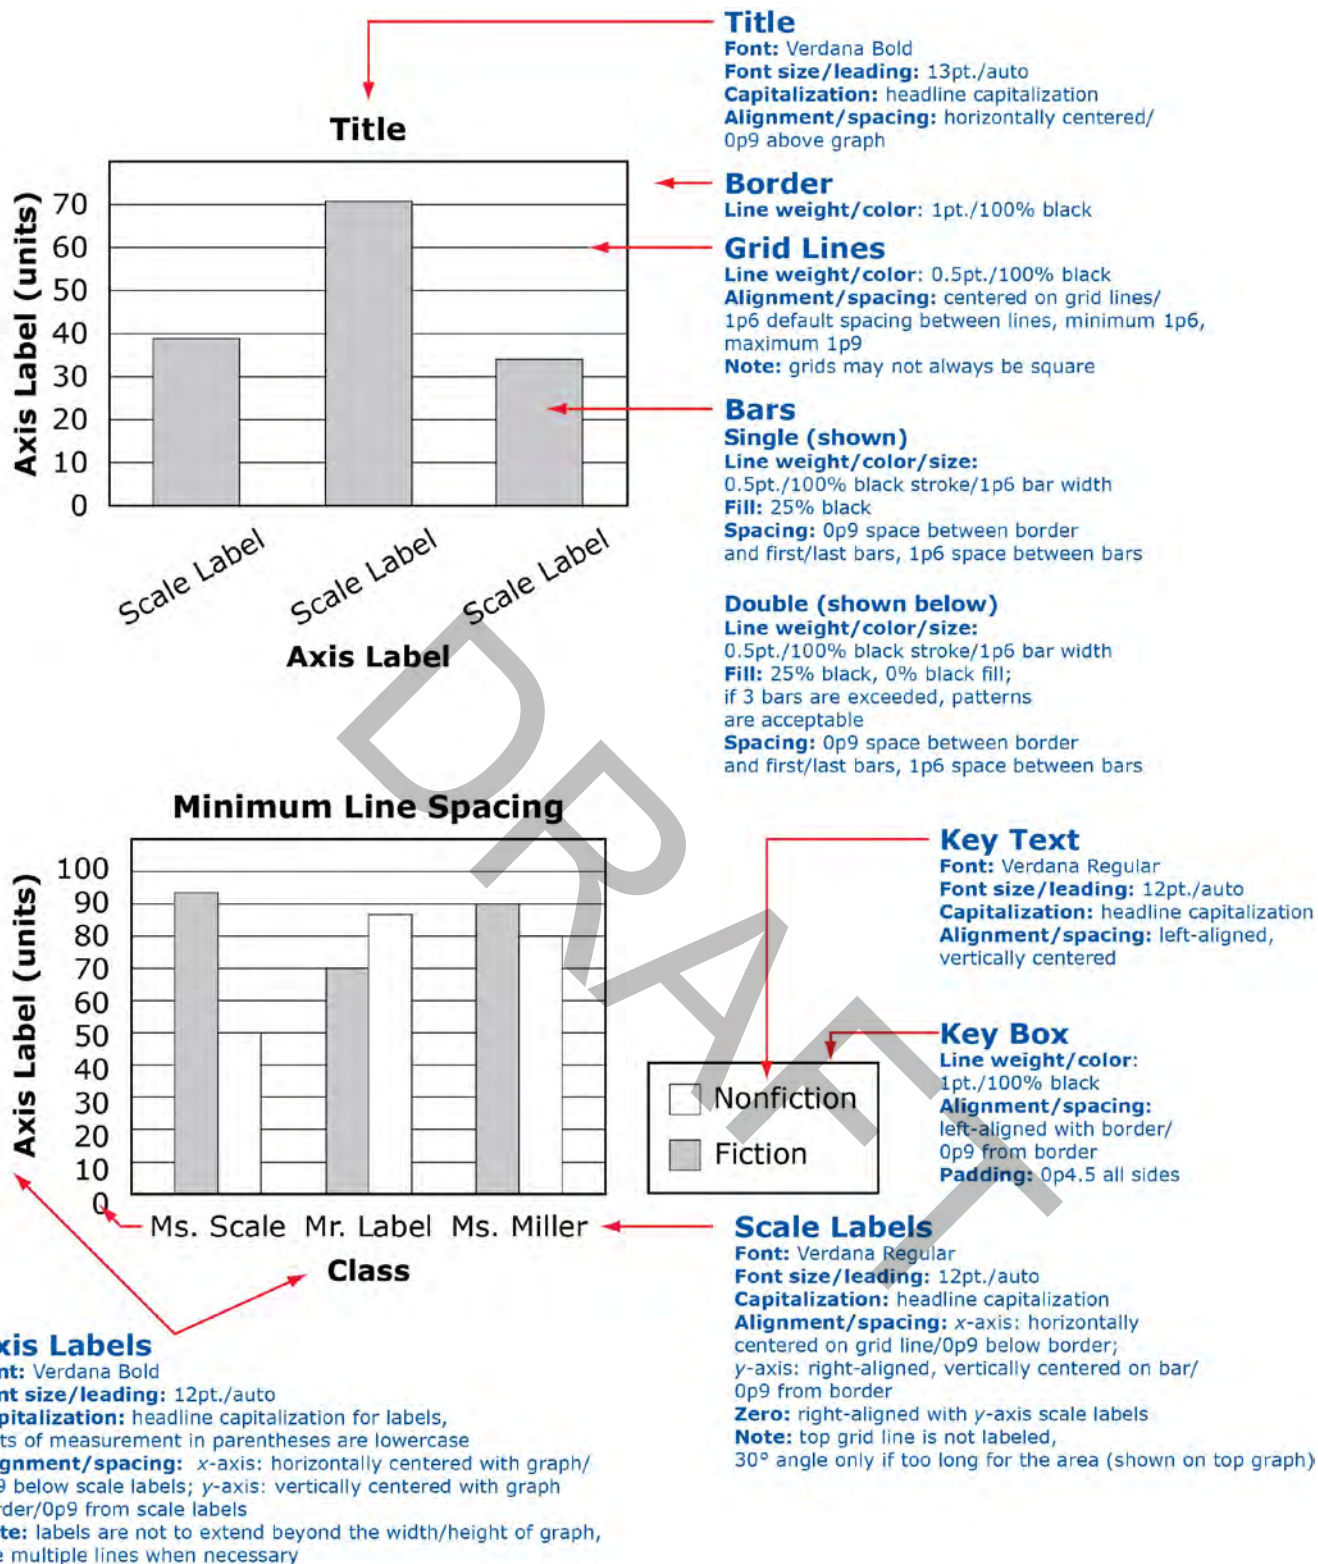 Title
Font: Verdana Bold
Font size/leading: 13pt./auto
Capitalization: headline capitalization
Alignment/spacing: horizontally centered/
0p9 above graph
Border
Line weight/color: 1pt./100% black
Grid Lines
Line weight/color: 0.5pt./100% black
Alignment/spacing: centered on grid lines/
1p6 default spacing between lines, minimum 1p6,
maximum 1p9
Note: grids may not always be square
Bars
Single (shown)
Line weight/color/size:
0.5pt./100% black stroke/1p6 bar width
Fill: 25% black
Spacing: 0p9 space between border
and first/last bars, 1p6 space between bars
Double (shown below)
Line weight/color/size:
0.5pt./100% black stroke/1p6 bar width
Fill: 25% black, 0% black fill;
if 3 bars are exceeded, patterns
are acceptable
Spacing: 0p9 space between border
and first/last bars, 1p6 space between bars
Title
Axis Label (units)
70
60
50
40
30
20
10
0
Scale Label
Scale Label
Scale Label
Axis Label
DRAFT
Minimum Line Spacing
Axis Label (units)
100
90
80
70
60
50
40
30
20
10
0
Ms. Scale
Mr. Label
Ms. Miller
Class
Nonfiction
Fiction
Key Text
Font: Verdana Regular
Font size/leading: 12pt./auto
Capitalization: headline capitalization
Alignment/spacing: left-aligned,
vertically centered
Key Box
Line weight/color:
1pt./100% black
Alignment/spacing:
left-aligned with border/
0p9 from border
Padding: 0p4.5 all sides
Scale Labels
Font: Verdana Regular
Font size/leading: 12pt./auto
Capitalization: headline capitalization
Alignment/spacing: x-axis: horizontally
centered on grid line/0p9 below border;
y-axis: right-aligned, vertically centered on bar/
0p9 from border
Zero: right-aligned with y-axis scale labels
Note: top grid line is not labeled,
30° angle only if too long for the area (shown on top graph)
xis Labels
nt: Verdana Bold
nt size/leading: 12pt./auto
pitalization: headline capitalization for labels,
ts of measurement in parentheses are lowercase
gnment/spacing: x-axis: horizontally centered with graph/
9 below scale labels; y-axis: vertically centered with graph
rder/0p9 from scale labels
te: labels are not to extend beyond the width/height of graph,
e multiple lines when necessary